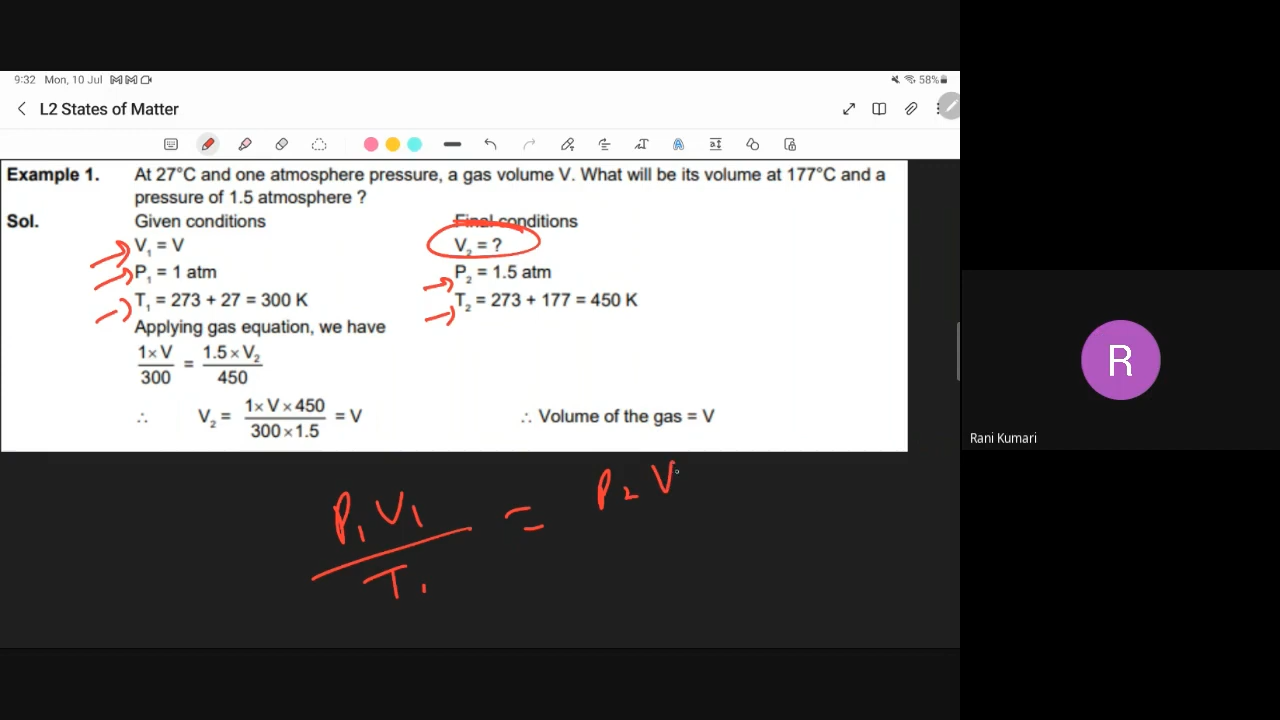 9:32 Mon, 10 Jul 58%
L2 States of Matter
Example 1. At 27°C and one atmosphere pressure, a gas volume V. What will be its volume at 177°C and a
pressure of 1.5 atmosphere ?
Sol. Given conditions Final conditions
V₁ = V V₂ = ?
P₁ = 1 atm P₂ = 1.5 atm
T₁ = 273 + 27 = 300 K T₂ = 273 + 177 = 450 K
Applying gas equation, we have
1× V / 300 = 1.5 × V₂ / 450
∴ V₂ = 1× V × 450 / 300 × 1.5 = V ∴ Volume of the gas = V
P₁ V₁ / T₁ = P₂ V
R
Rani Kumari